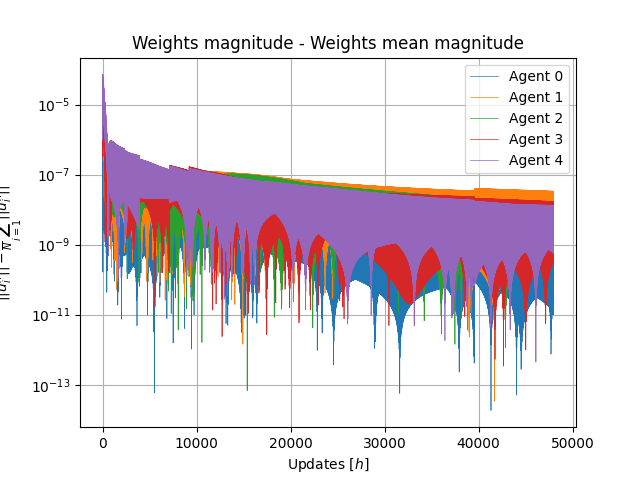 Weights magnitude - Weights mean magnitude
10⁻⁵
10⁻⁷
10⁻⁹
10⁻¹¹
10⁻¹³
Agent 0
Agent 1
Agent 2
Agent 3
Agent 4
0 10000 20000 30000 40000 50000
Updates [h]